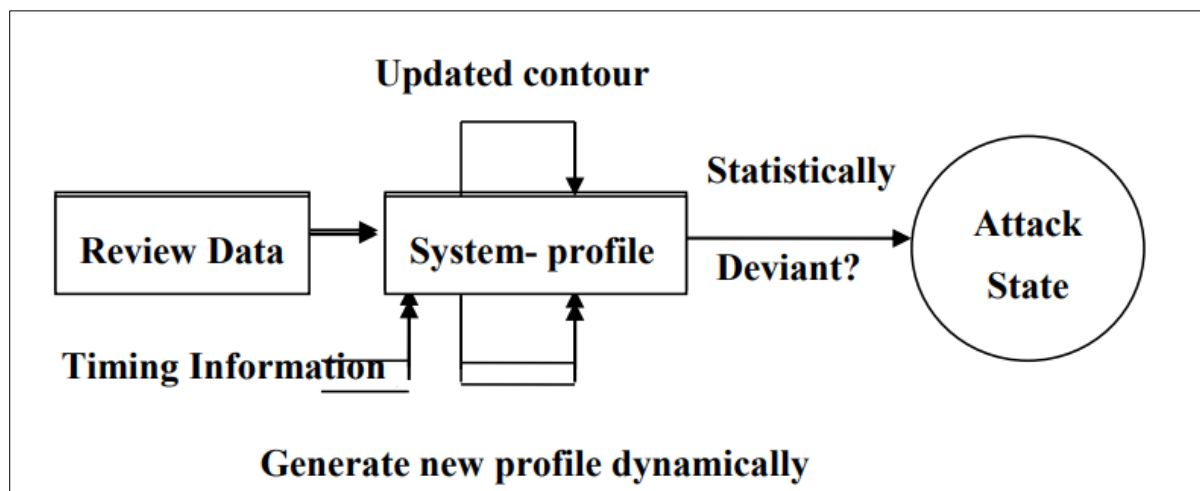 Updated contour
Review Data
System- profile
Statistically
Deviant?
Attack
State
Timing Information
Generate new profile dynamically